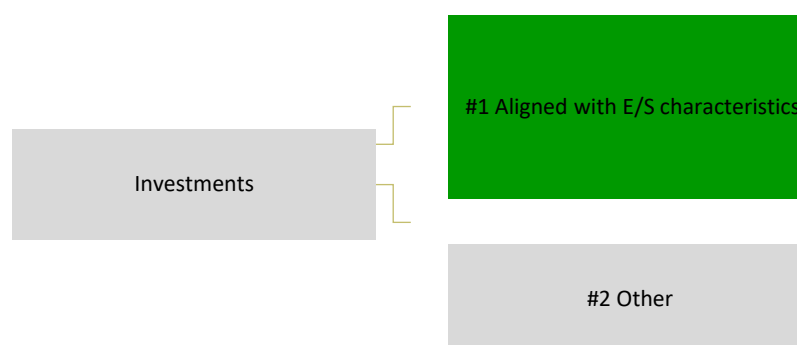 #1 Aligned with E/S characteristics
Investments
#2 Other